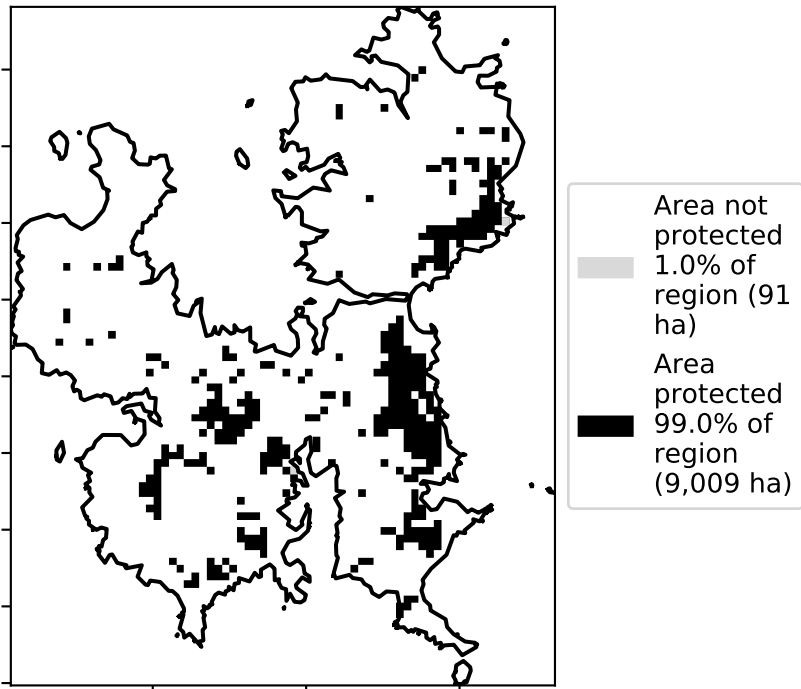 Area not
protected
1.0% of
region (91
ha)
Area
protected
99.0% of
region
(9,009 ha)